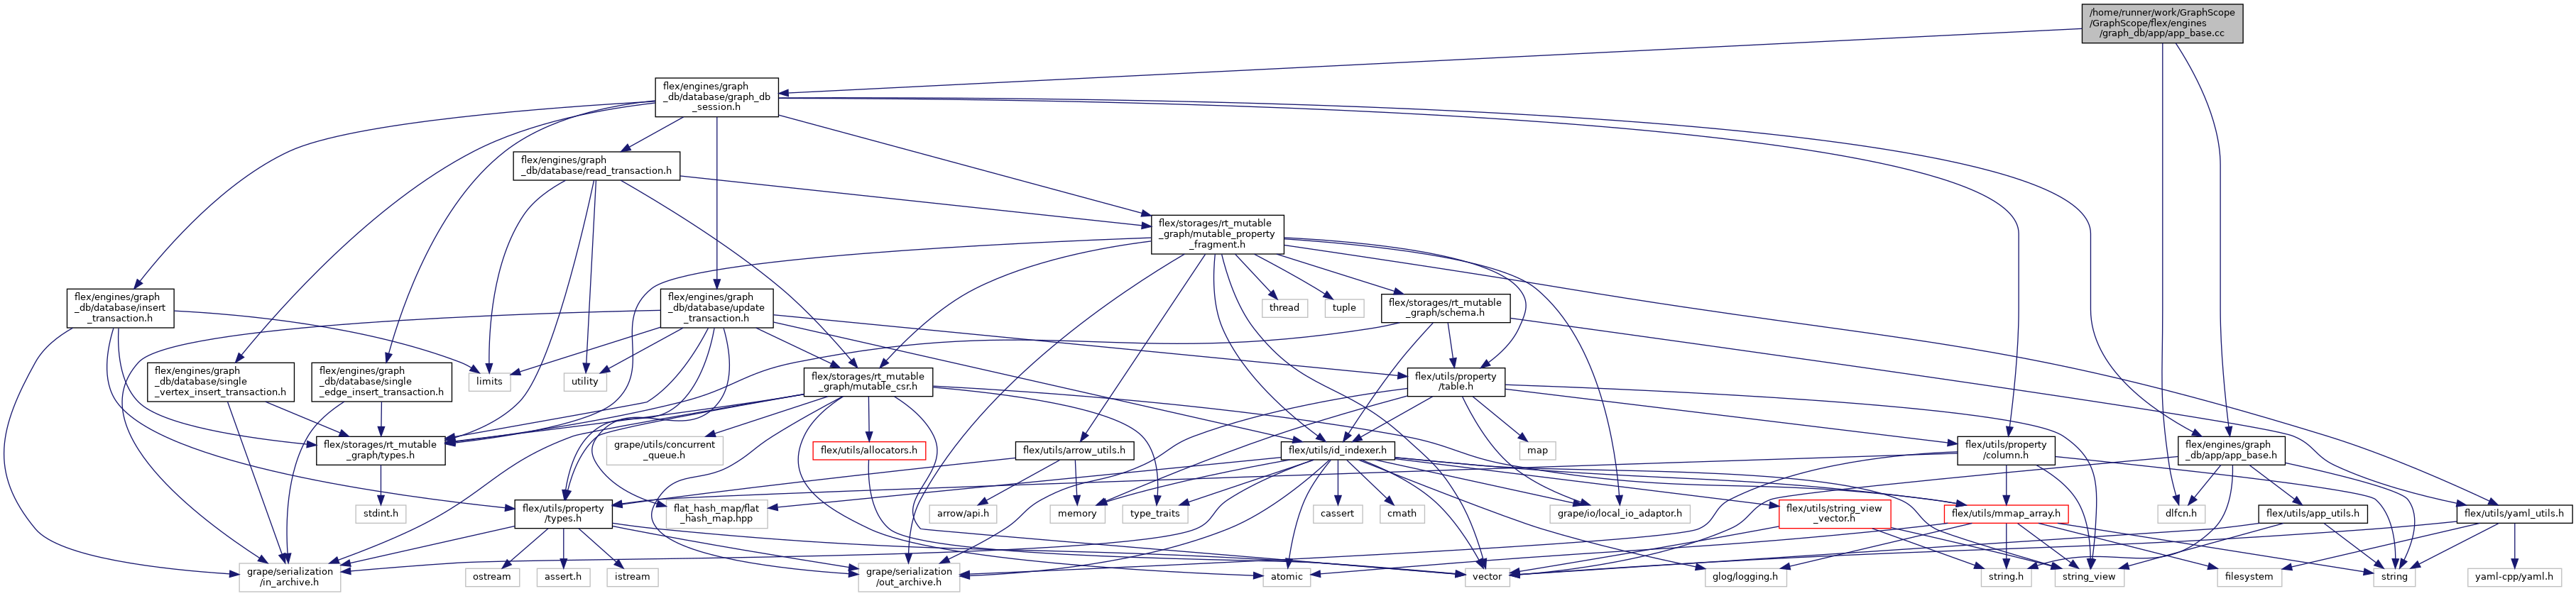 /home/runner/work/GraphScope
/GraphScope/flex/engines
/graph_db/app/app_base.cc
flex/engines/graph
_db/database/graph_db
_session.h
flex/engines/graph
_db/database/read_transaction.h
flex/storages/rt_mutable
_graph/mutable_property
_fragment.h
flex/engines/graph
_db/database/insert
_transaction.h
flex/engines/graph
_db/database/update
_transaction.h
thread
tuple
flex/storages/rt_mutable
_graph/schema.h
flex/engines/graph
_db/database/single
_vertex_insert_transaction.h
flex/engines/graph
_db/database/single
_edge_insert_transaction.h
limits
utility
flex/storages/rt_mutable
_graph/mutable_csr.h
flex/utils/property
/table.h
flex/storages/rt_mutable
_graph/types.h
grape/utils/concurrent
_queue.h
flex/utils/allocators.h
flex/utils/arrow_utils.h
flex/utils/id_indexer.h
map
flex/utils/property
/column.h
flex/engines/graph
_db/app/app_base.h
stdint.h
flex/utils/property
/types.h
flat_hash_map/flat
_hash_map.hpp
arrow/api.h
memory
type_traits
cassert
cmath
grape/io/local_io_adaptor.h
flex/utils/string_view
_vector.h
flex/utils/mmap_array.h
dlfcn.h
flex/utils/app_utils.h
flex/utils/yaml_utils.h
grape/serialization
/in_archive.h
ostream
assert.h
istream
grape/serialization
/out_archive.h
atomic
vector
glog/logging.h
string.h
string_view
filesystem
string
yaml-cpp/yaml.h